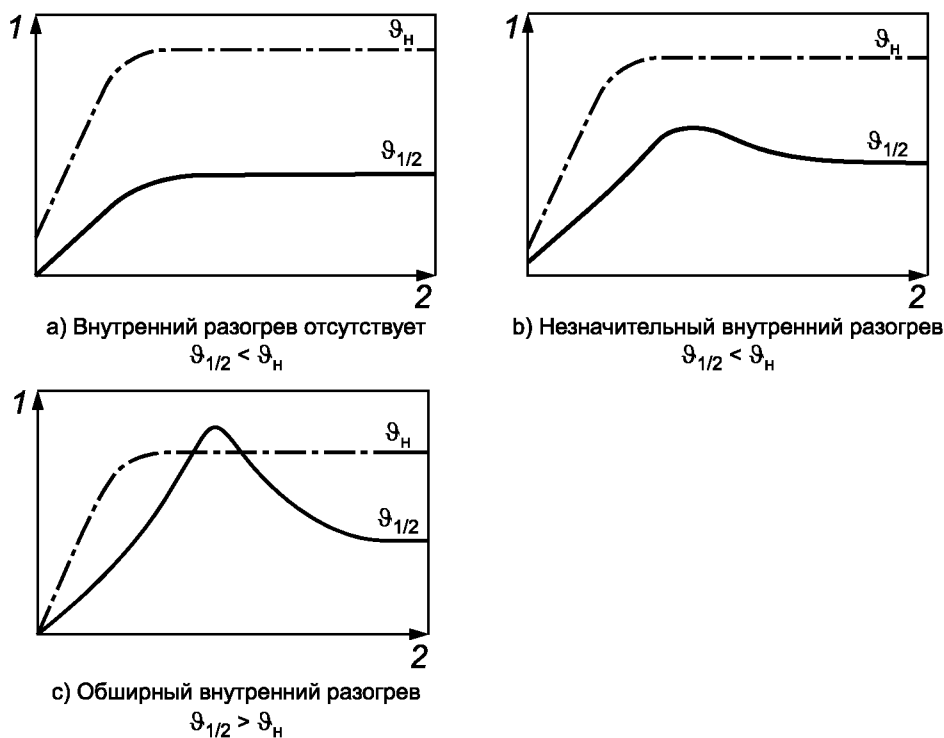 1
ϑн
ϑ1/2
2
a) Внутренний разогрев отсутствует
ϑ1/2 < ϑн
1
ϑн
ϑ1/2
2
b) Незначительный внутренний разогрев
ϑ1/2 < ϑн
1
ϑн
ϑ1/2
2
c) Обширный внутренний разогрев
ϑ1/2 > ϑн